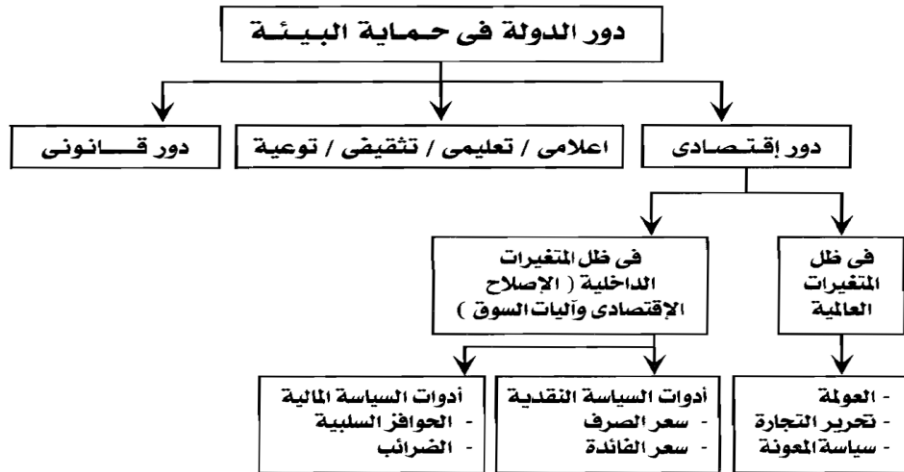 دور الدولة فى حماية البيئة
دور إقتصادى
اعلامى / تعليمى / تثقيفى / توعية
دور قانونى
فى ظل
المتغيرات
العالمية
فى ظل المتغيرات
الداخلية ( الإصلاح
الإقتصادى وآليات السوق )
- العولمة
- تحرير التجارة
- سياسة المعونة
أدوات السياسة النقدية
- سعر الصرف
- سعر الفائدة
أدوات السياسة المالية
- الحوافز السلبية
- الضرائب